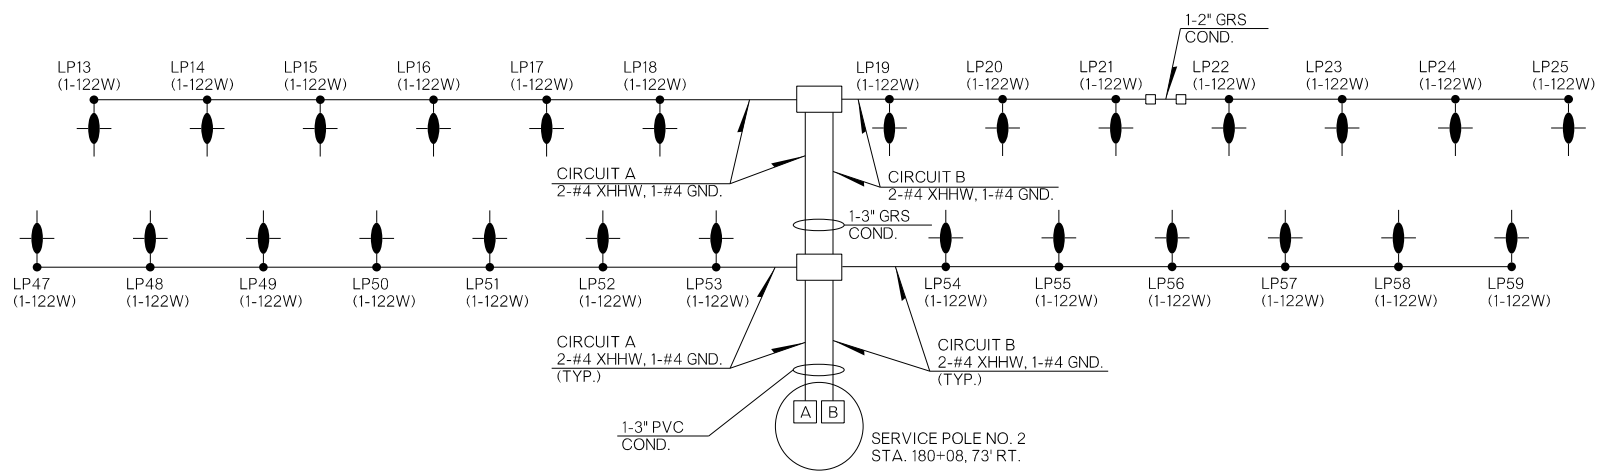 1-2" GRS
COND.
LP13
(1-122W)
LP14
(1-122W)
LP15
(1-122W)
LP16
(1-122W)
LP17
(1-122W)
LP18
(1-122W)
LP19
(1-122W)
LP20
(1-122W)
LP21
(1-122W)
LP22
(1-122W)
LP23
(1-122W)
LP24
(1-122W)
LP25
(1-122W)
CIRCUIT A
2-#4 XHHW, 1-#4 GND.
CIRCUIT B
2-#4 XHHW, 1-#4 GND.
1-3" GRS
COND.
LP47
(1-122W)
LP48
(1-122W)
LP49
(1-122W)
LP50
(1-122W)
LP51
(1-122W)
LP52
(1-122W)
LP53
(1-122W)
LP54
(1-122W)
LP55
(1-122W)
LP56
(1-122W)
LP57
(1-122W)
LP58
(1-122W)
LP59
(1-122W)
CIRCUIT A
2-#4 XHHW, 1-#4 GND.
(TYP.)
CIRCUIT B
2-#4 XHHW, 1-#4 GND.
(TYP.)
A B
1-3" PVC
COND.
SERVICE POLE NO. 2
STA. 180+08, 73' RT.